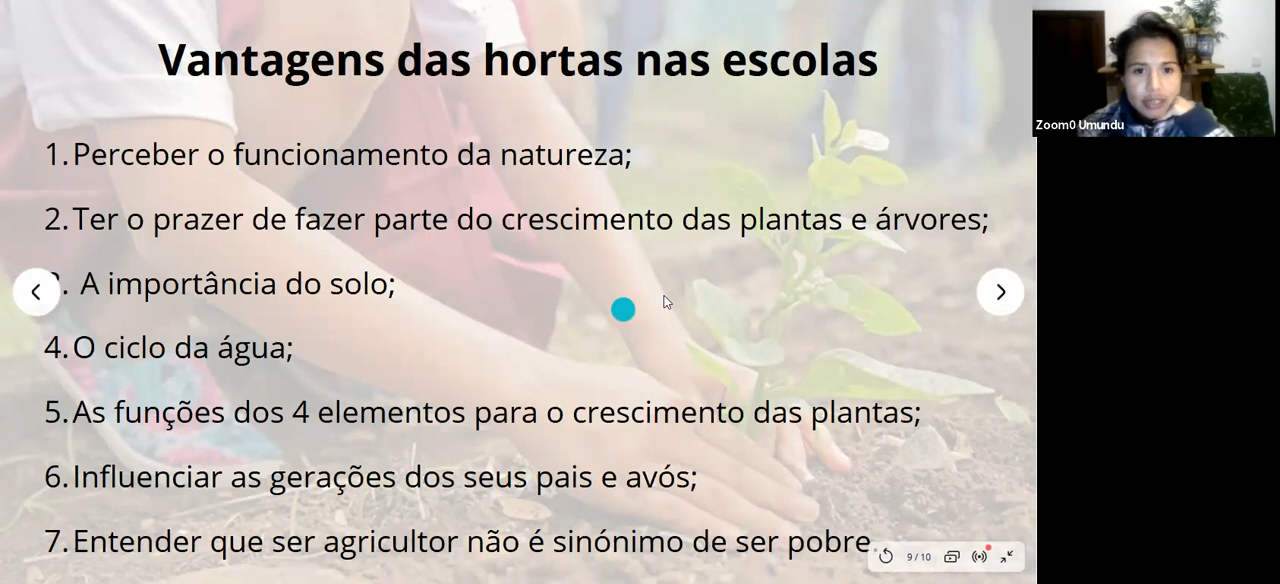 Vantagens das hortas nas escolas
1. Perceber o funcionamento da natureza;
2. Ter o prazer de fazer parte do crescimento das plantas e árvores;
. A importância do solo;
4. O ciclo da água;
5. As funções dos 4 elementos para o crescimento das plantas;
6. Influenciar as gerações dos seus pais e avós;
7. Entender que ser agricultor não é sinónimo de ser pobre.
9 / 10
Zoom0 Umundu